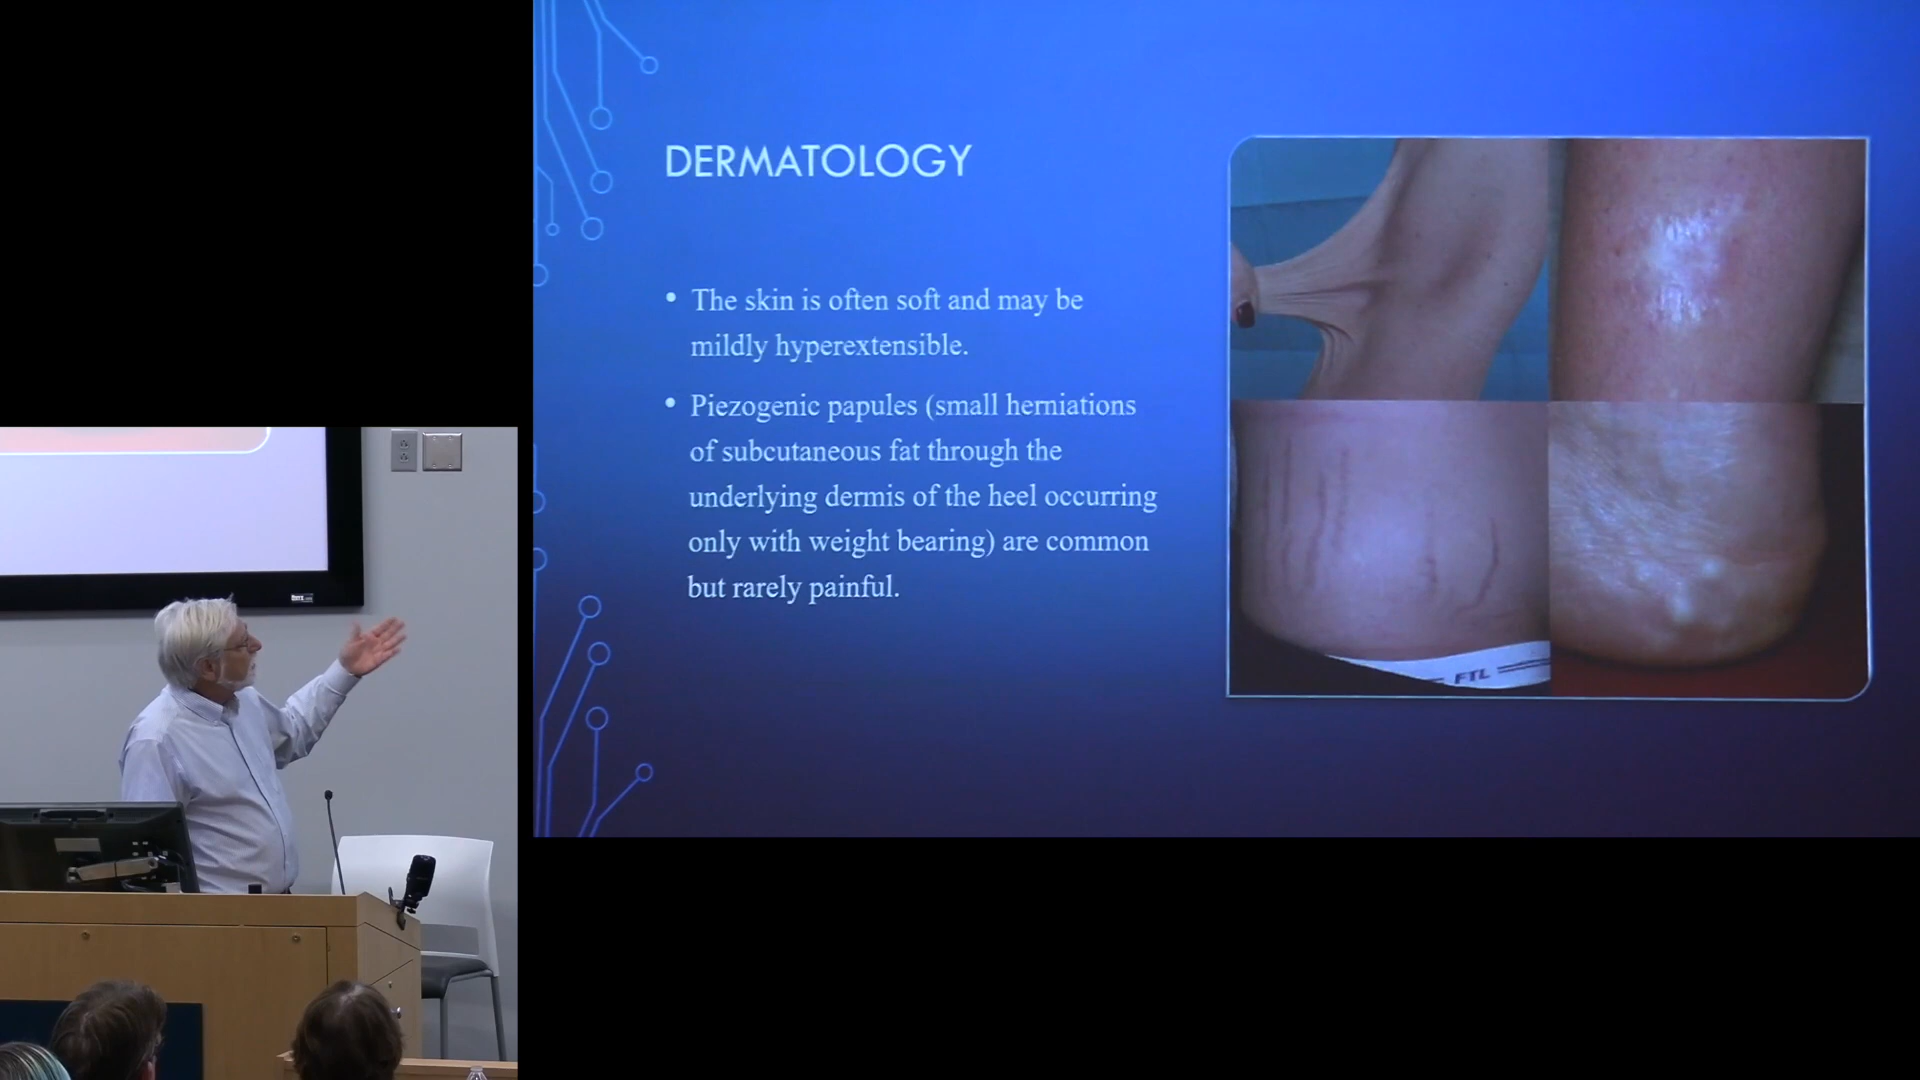 DERMATOLOGY
• The skin is often soft and may be
mildly hyperextensible.
• Piezogenic papules (small herniations
of subcutaneous fat through the
underlying dermis of the heel occurring
only with weight bearing) are common
but rarely painful.
FTL